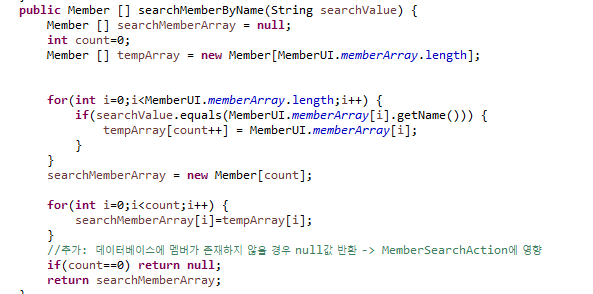 public Member [] searchMemberByName(String searchValue) {
Member [] searchMemberArray = null;
int count=0;
Member [] tempArray = new Member[MemberUI.memberArray.length];
for(int i=0;i<MemberUI.memberArray.length;i++) {
if(searchValue.equals(MemberUI.memberArray[i].getName())) {
tempArray[count++] = MemberUI.memberArray[i];
}
}
searchMemberArray = new Member[count];
for(int i=0;i<count;i++) {
searchMemberArray[i]=tempArray[i];
}
//추가: 데이터베이스에 멤버가 존재하지 않을 경우 null값 반환 -> MemberSearchAction에 영향
if(count==0) return null;
return searchMemberArray;
}